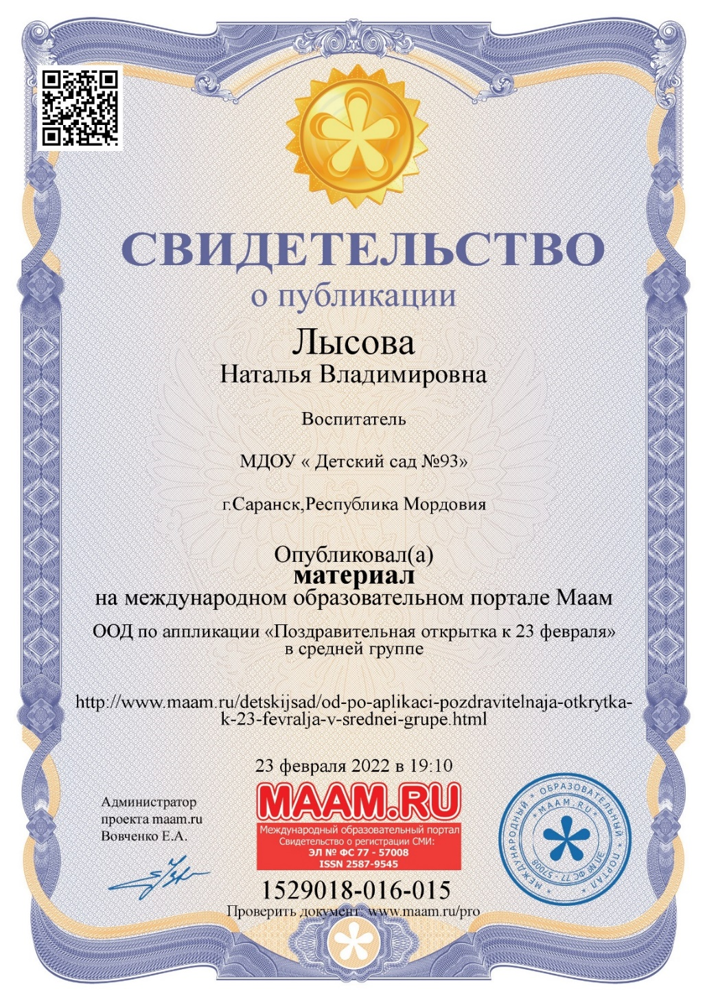 СВИДЕТЕЛЬСТВО
о публикации
Лысова
Наталья Владимировна
Воспитатель
МДОУ « Детский сад №93»
г.Саранск,Республика Мордовия
Опубликовал(а)
материал
на международном образовательном портале Маам
ООД по аппликации «Поздравительная открытка к 23 февраля»
в средней группе
http://www.maam.ru/detskijsad/od-po-aplikaci-pozdravitelnaja-otkrytka-
k-23-fevralja-v-srednei-grupe.html
23 февраля 2022 в 19:10
Администратор
проекта maam.ru
Вовченко Е.А.
MAAM.RU
Международный образовательный портал
Свидетельство о регистрации СМИ:
ЭЛ № ФС 77 - 57008
ISSN 2587-9545
1529018-016-015
Проверить документ: www.maam.ru/pro
* МЕЖДУНАРОДНЫЙ * ОБРАЗОВАТЕЛЬНЫЙ * ПОРТАЛ *
* MAAM.RU *
ЭЛ № ФС 77 - 57008